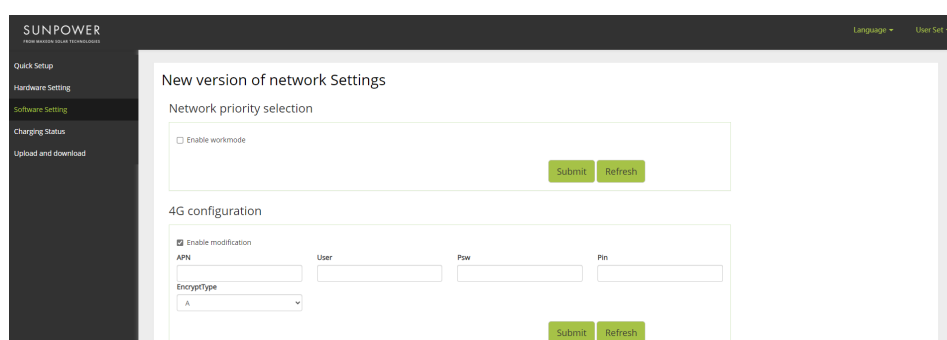 SUNPOWER
FROM MAXEON SOLAR TECHNOLOGIES
Language
User Set
Quick Setup
Hardware Setting
Software Setting
Charging Status
Upload and download
New version of network Settings
Network priority selection
Enable workmode
Submit Refresh
4G configuration
Enable modification
APN User Psw Pin
EncryptType
A
Submit Refresh